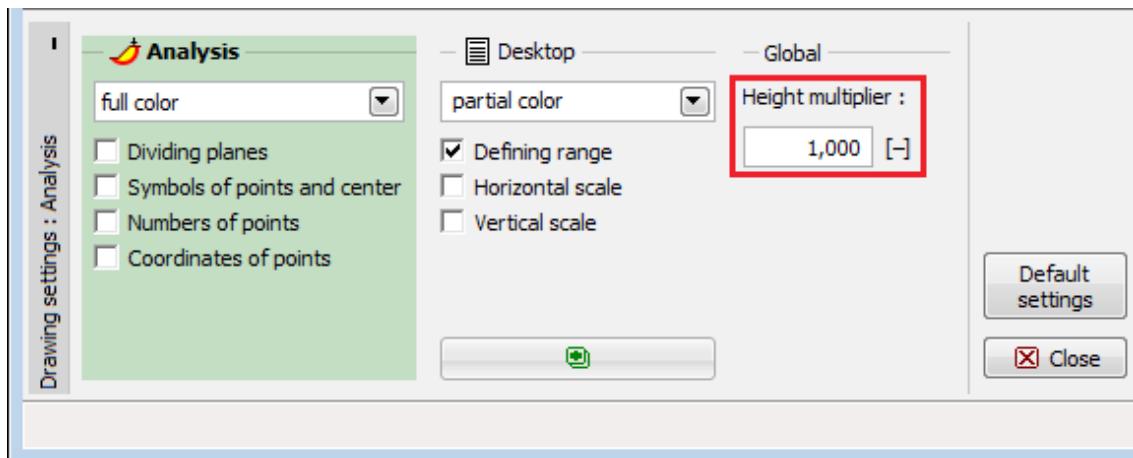 Drawing settings : Analysis
Analysis
full color
Dividing planes
Symbols of points and center
Numbers of points
Coordinates of points
Desktop
partial color
Defining range
Horizontal scale
Vertical scale
Global
Height multiplier :
1,000 [–]
Default
settings
Close